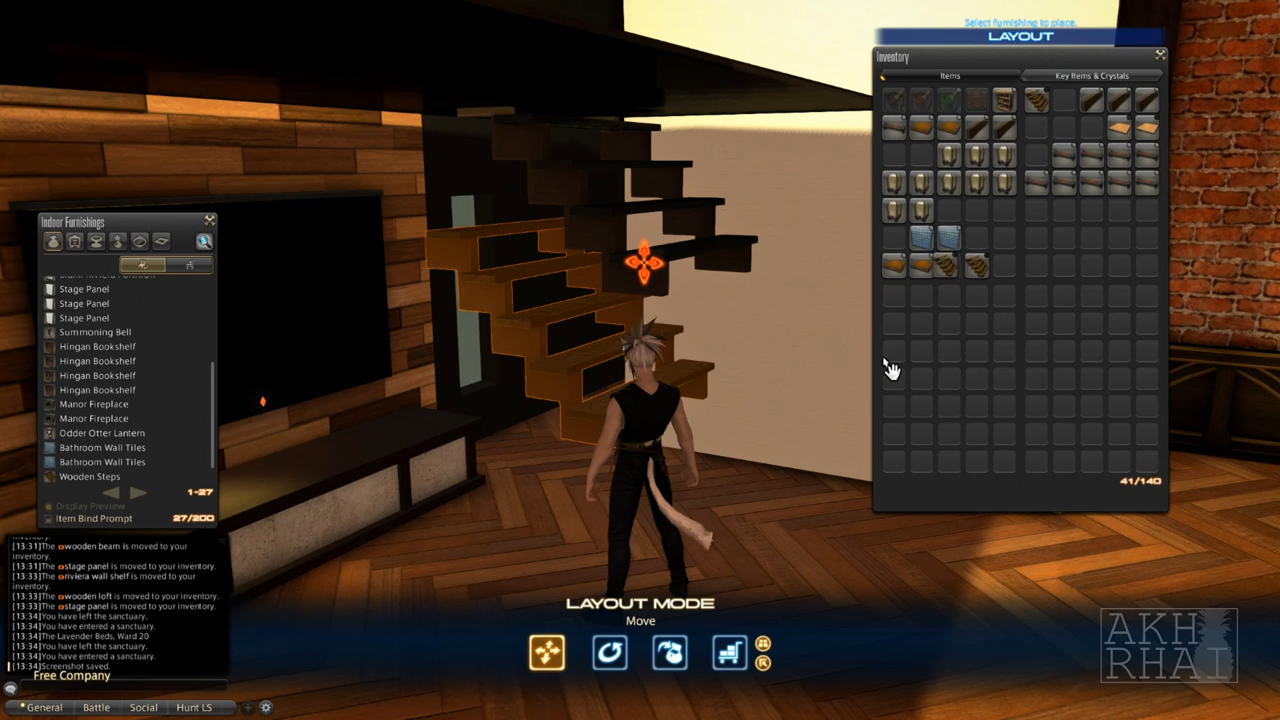 Select furnishing to place.
LAYOUT
Inventory
Items
Key Items & Crystals
41/140
Indoor Furnishings
Stage Panel
Stage Panel
Stage Panel
Summoning Bell
Hingan Bookshelf
Hingan Bookshelf
Hingan Bookshelf
Hingan Bookshelf
Manor Fireplace
Manor Fireplace
Odder Otter Lantern
Bathroom Wall Tiles
Bathroom Wall Tiles
Wooden Steps
1-27
Display Preview
Item Bind Prompt
27/200
inventory.
[13:31]The wooden beam is moved to your
inventory.
[13:31]The stage panel is moved to your inventory.
[13:33]The riviera wall shelf is moved to your
inventory.
[13:33]The wooden loft is moved to your inventory.
[13:33]The stage panel is moved to your inventory.
[13:34]You have left the sanctuary.
[13:34]You have entered a sanctuary.
[13:34]The Lavender Beds, Ward 20
[13:34]You have left the sanctuary.
[13:34]You have entered a sanctuary.
[13:34]Screenshot saved.
Free Company
General
Battle
Social
Hunt LS
LAYOUT MODE
Move
AKH
RHAI